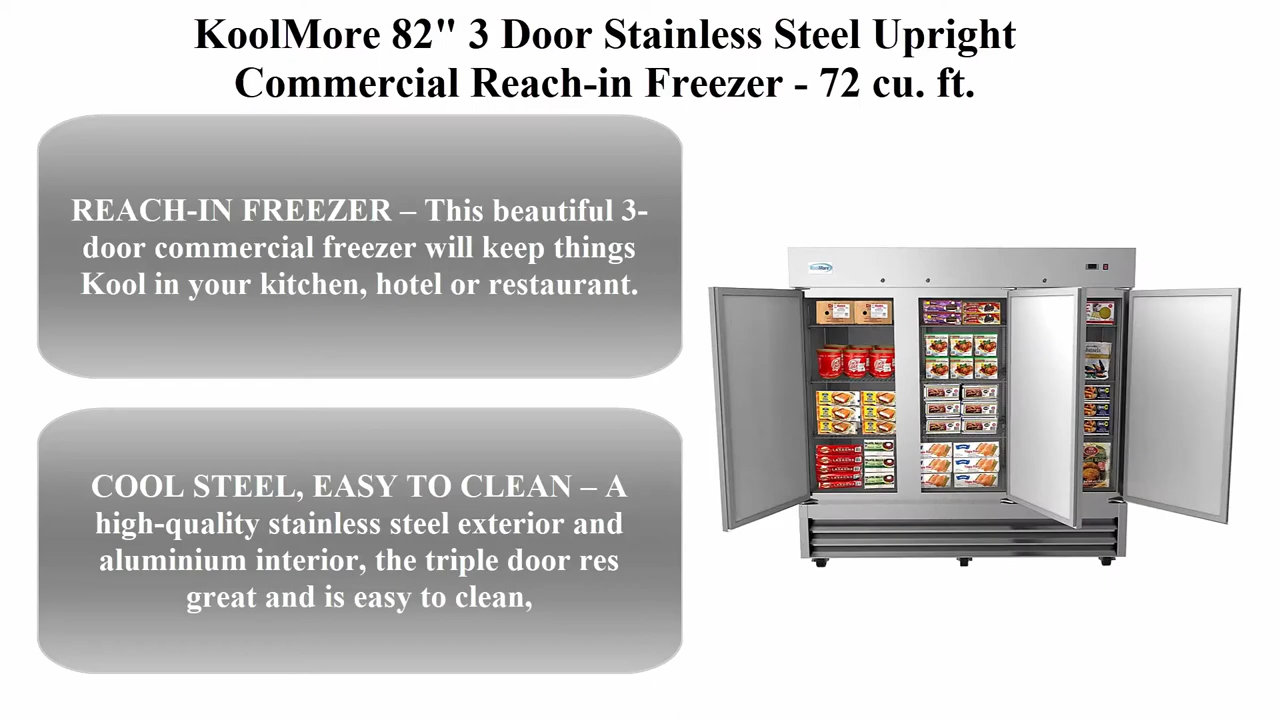 KoolMore 82" 3 Door Stainless Steel Upright
Commercial Reach-in Freezer - 72 cu. ft.
REACH-IN FREEZER – This beautiful 3-
door commercial freezer will keep things
Kool in your kitchen, hotel or restaurant.
COOL STEEL, EASY TO CLEAN – A
high-quality stainless steel exterior and
aluminium interior, the triple door res
great and is easy to clean,
KoolMore